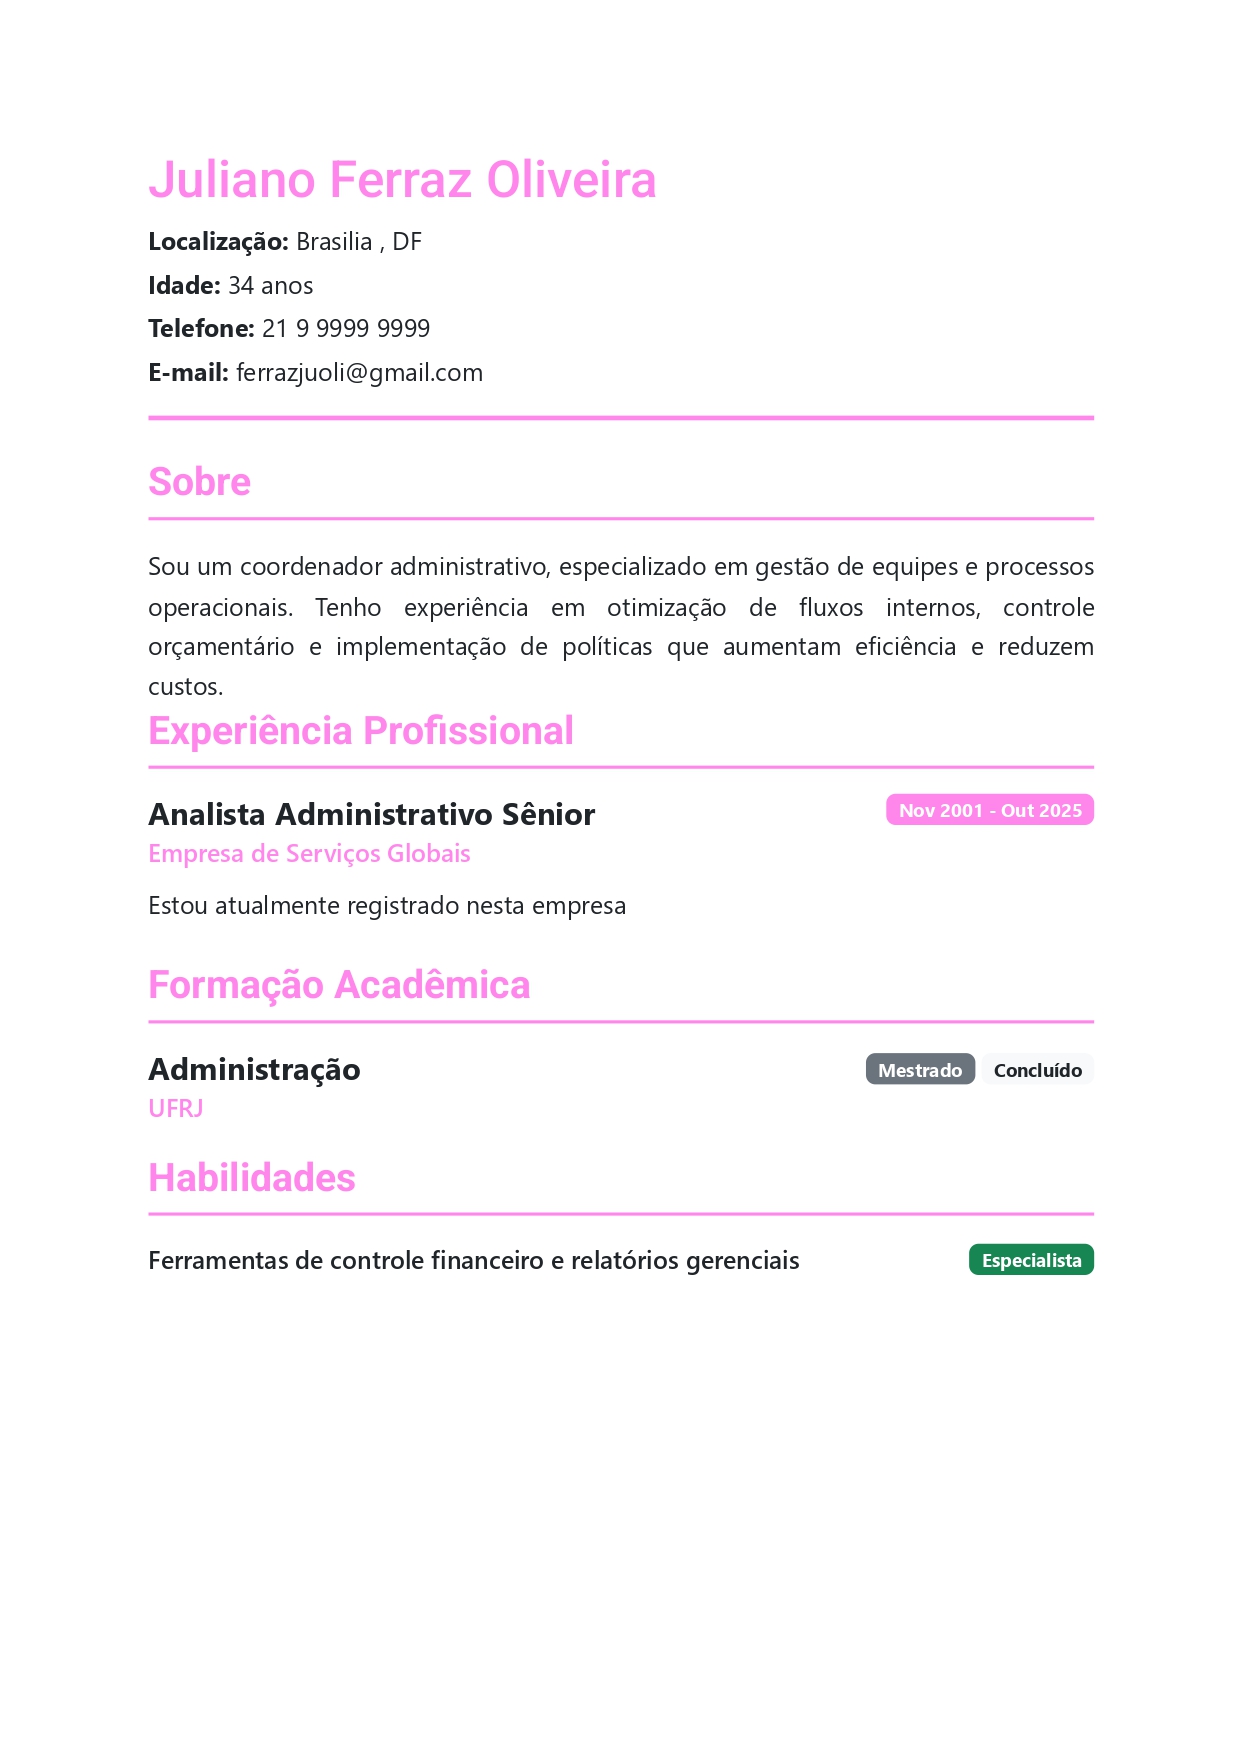 Juliano Ferraz Oliveira
Localização: Brasilia , DF
Idade: 34 anos
Telefone: 21 9 9999 9999
E-mail: ferrazjuoli@gmail.com
Sobre
Sou um coordenador administrativo, especializado em gestão de equipes e processos
operacionais. Tenho experiência em otimização de fluxos internos, controle
orçamentário e implementação de políticas que aumentam eficiência e reduzem
custos.
Experiência Profissional
Analista Administrativo Sênior Nov 2001 - Out 2025
Empresa de Serviços Globais
Estou atualmente registrado nesta empresa
Formação Acadêmica
Administração Mestrado Concluído
UFRJ
Habilidades
Ferramentas de controle financeiro e relatórios gerenciais Especialista